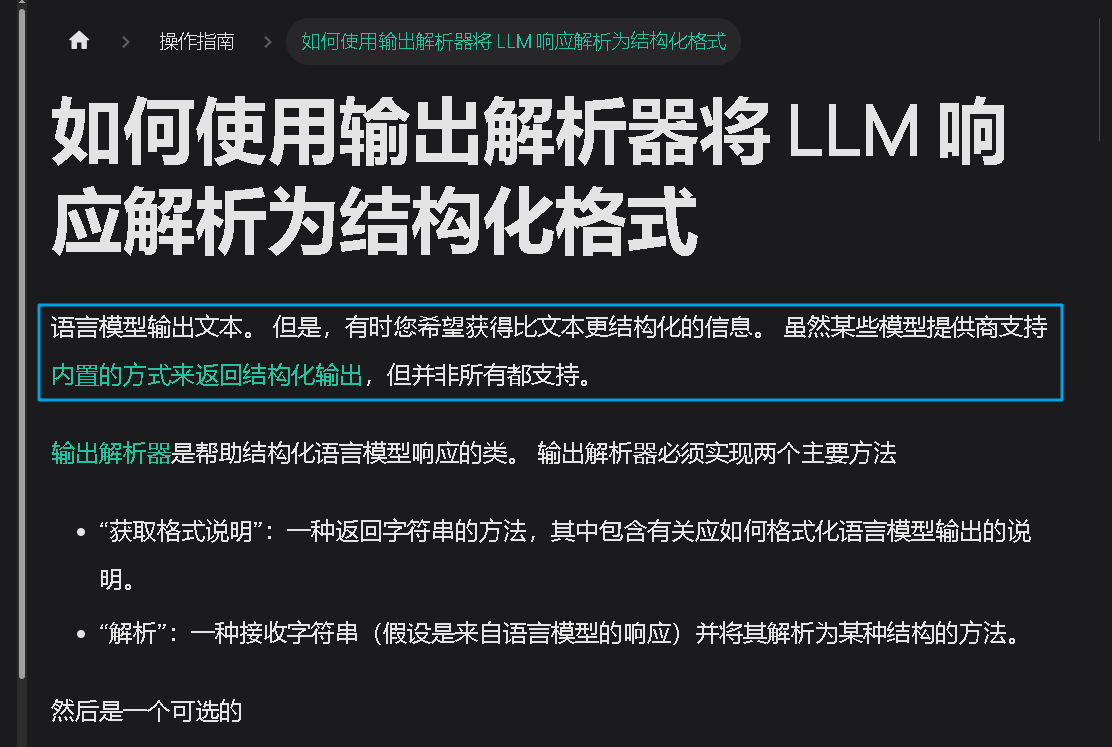 操作指南 如何使用输出解析器将 LLM 响应解析为结构化格式
如何使用输出解析器将 LLM 响
应解析为结构化格式
语言模型输出文本。 但是，有时您希望获得比文本更结构化的信息。 虽然某些模型提供商支持
内置的方式来返回结构化输出，但并非所有都支持。
输出解析器是帮助结构化语言模型响应的类。 输出解析器必须实现两个主要方法
“获取格式说明”：一种返回字符串的方法，其中包含有关应如何格式化语言模型输出的说
明。
“解析”：一种接收字符串（假设是来自语言模型的响应）并将其解析为某种结构的方法。
然后是一个可选的